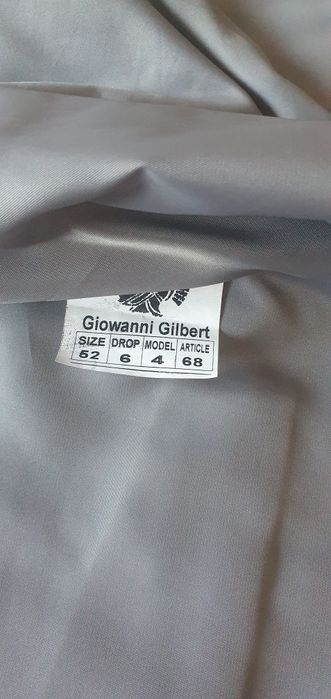 Giowanni Gilbert
SIZE DROP MODEL ARTICLE
52 6 4 68